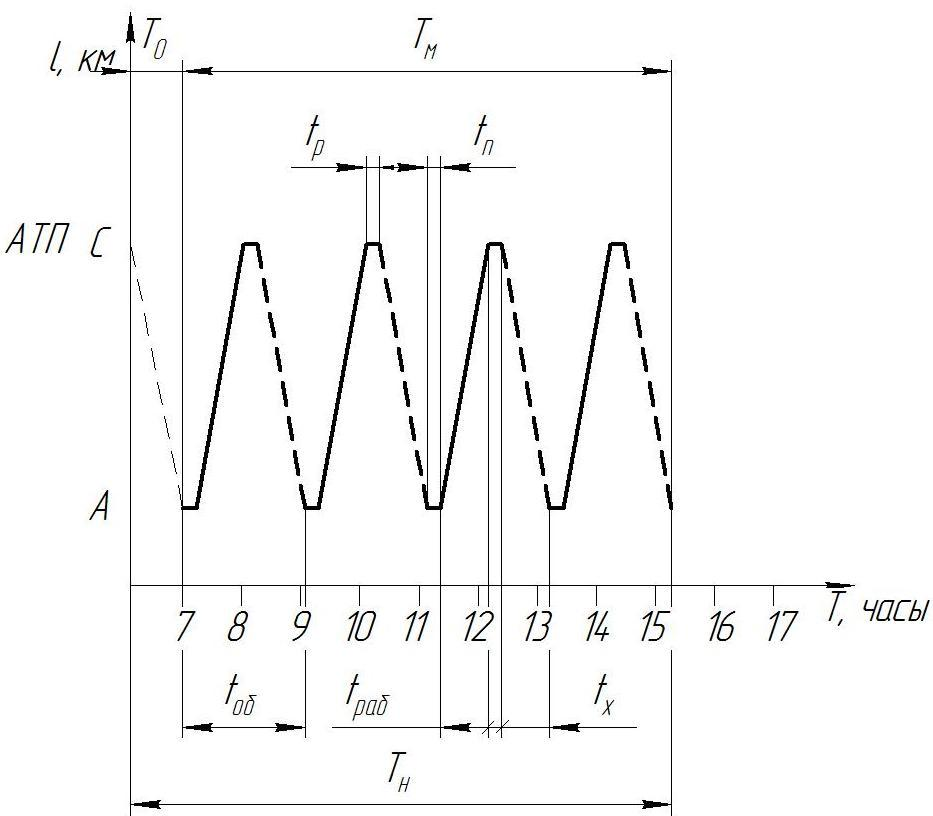 T₀ Tм
l, км
tр tп
АТП С
А
7 8 9 10 11 12 13 14 15 16 17 T, часы
tоб tраб tх
Tн